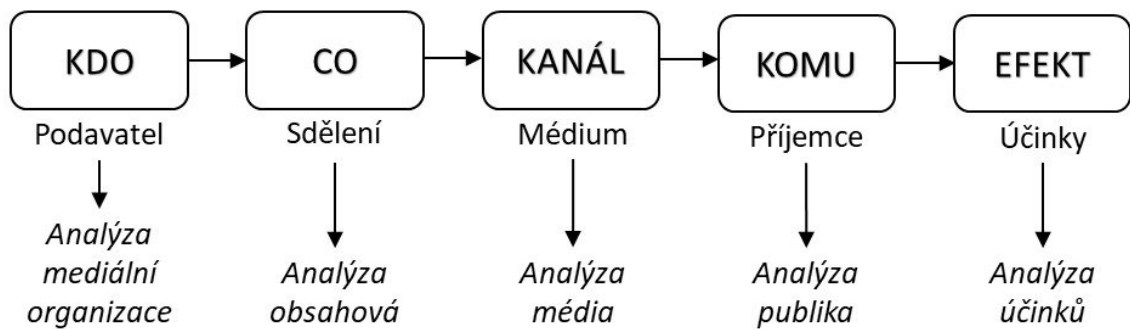 KDO
CO
KANÁL
KOMU
EFEKT
Podavatel
Sdělení
Médium
Příjemce
Účinky
Analýza
mediální
organizace
Analýza
obsahová
Analýza
média
Analýza
publika
Analýza
účinků